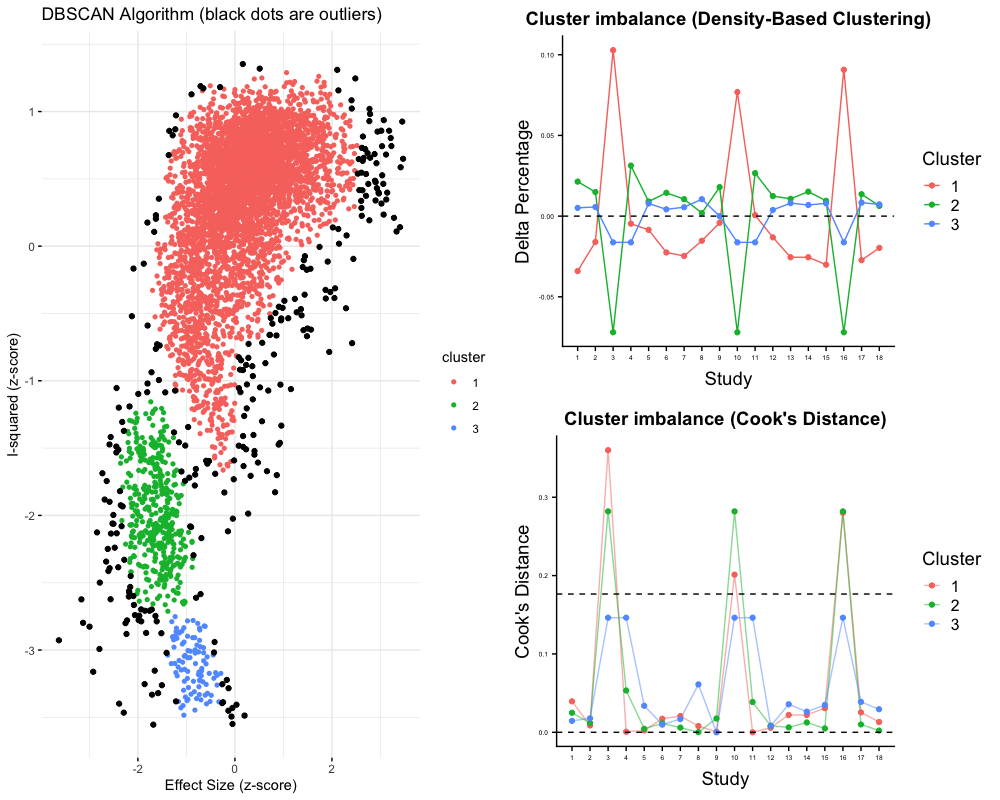 DBSCAN Algorithm (black dots are outliers)
I-squared (z-score)
1
0
-1
-2
-3
-2
0
2
Effect Size (z-score)
cluster
1
2
3
Cluster imbalance (Density-Based Clustering)
Delta Percentage
0.10
0.05
0.00
-0.05
1 2 3 4 5 6 7 8 9 10 11 12 13 14 15 16 17 18
Study
Cluster
1
2
3
Cluster imbalance (Cook's Distance)
Cook's Distance
0.3
0.2
0.1
0.0
1 2 3 4 5 6 7 8 9 10 11 12 13 14 15 16 17 18
Study
Cluster
1
2
3